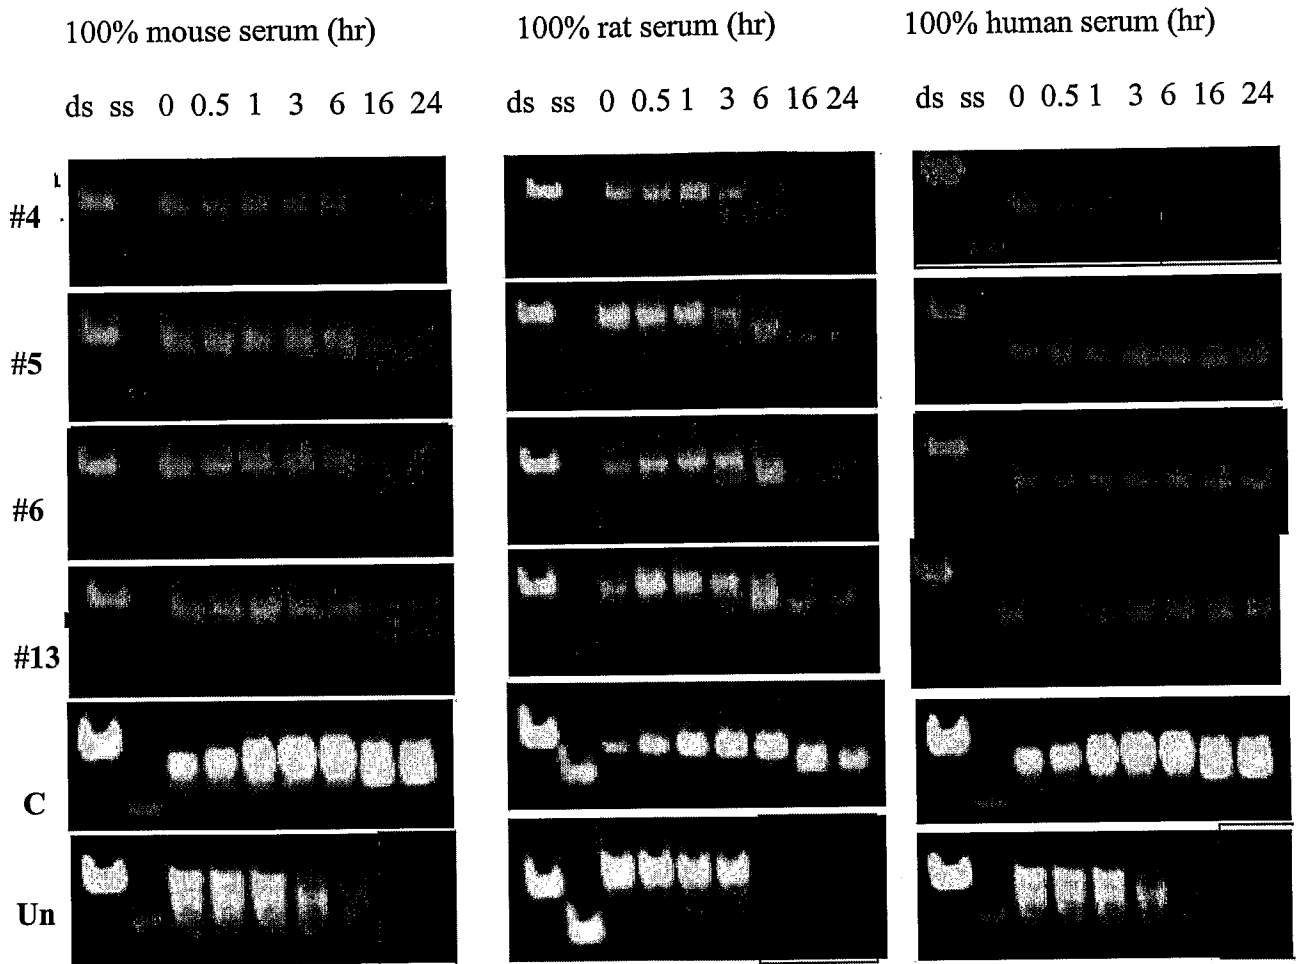 100% mouse serum (hr) 100% rat serum (hr) 100% human serum (hr)
ds ss 0 0.5 1 3 6 16 24 ds ss 0 0.5 1 3 6 16 24 ds ss 0 0.5 1 3 6 16 24
#4
#5
#6
#13
C
Un